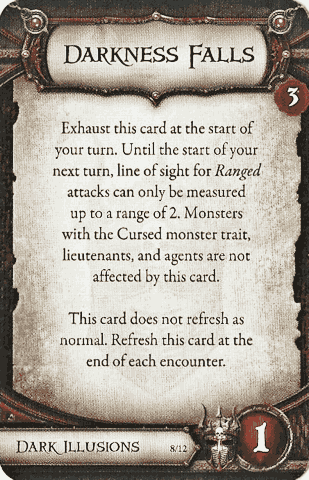 Darkness Falls
3
Exhaust this card at the start of
your turn. Until the start of your
next turn, line of sight for Ranged
attacks can only be measured
up to a range of 2. Monsters
with the Cursed monster trait,
lieutenants, and agents are not
affected by this card.
This card does not refresh as
normal. Refresh this card at the
end of each encounter.
Dark Illusions 8/12 1